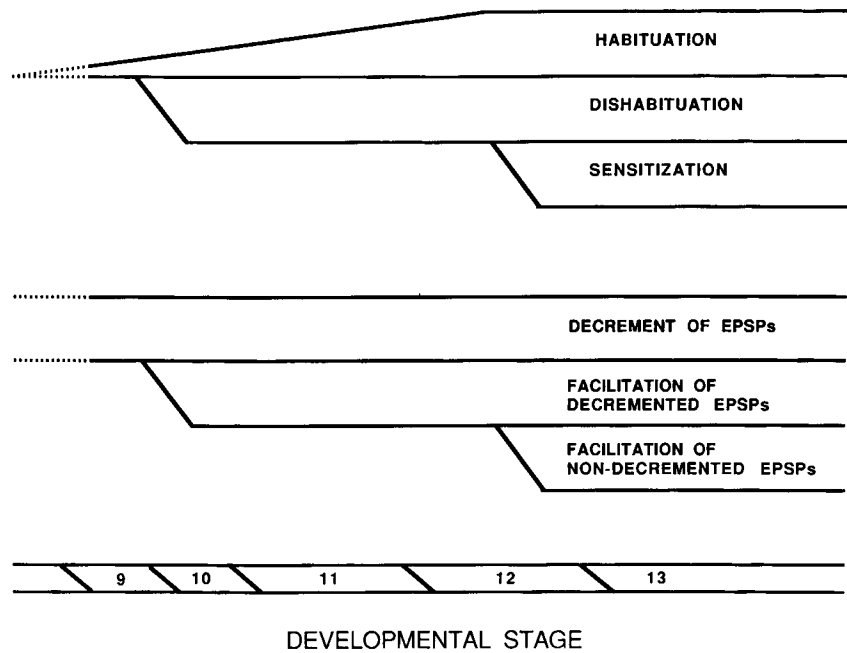 HABITUATION
DISHABITUATION
SENSITIZATION
DECREMENT OF EPSPs
FACILITATION OF
DECREMENTED EPSPs
FACILITATION OF
NON-DECREMENTED EPSPs
9 10 11 12 13
DEVELOPMENTAL STAGE